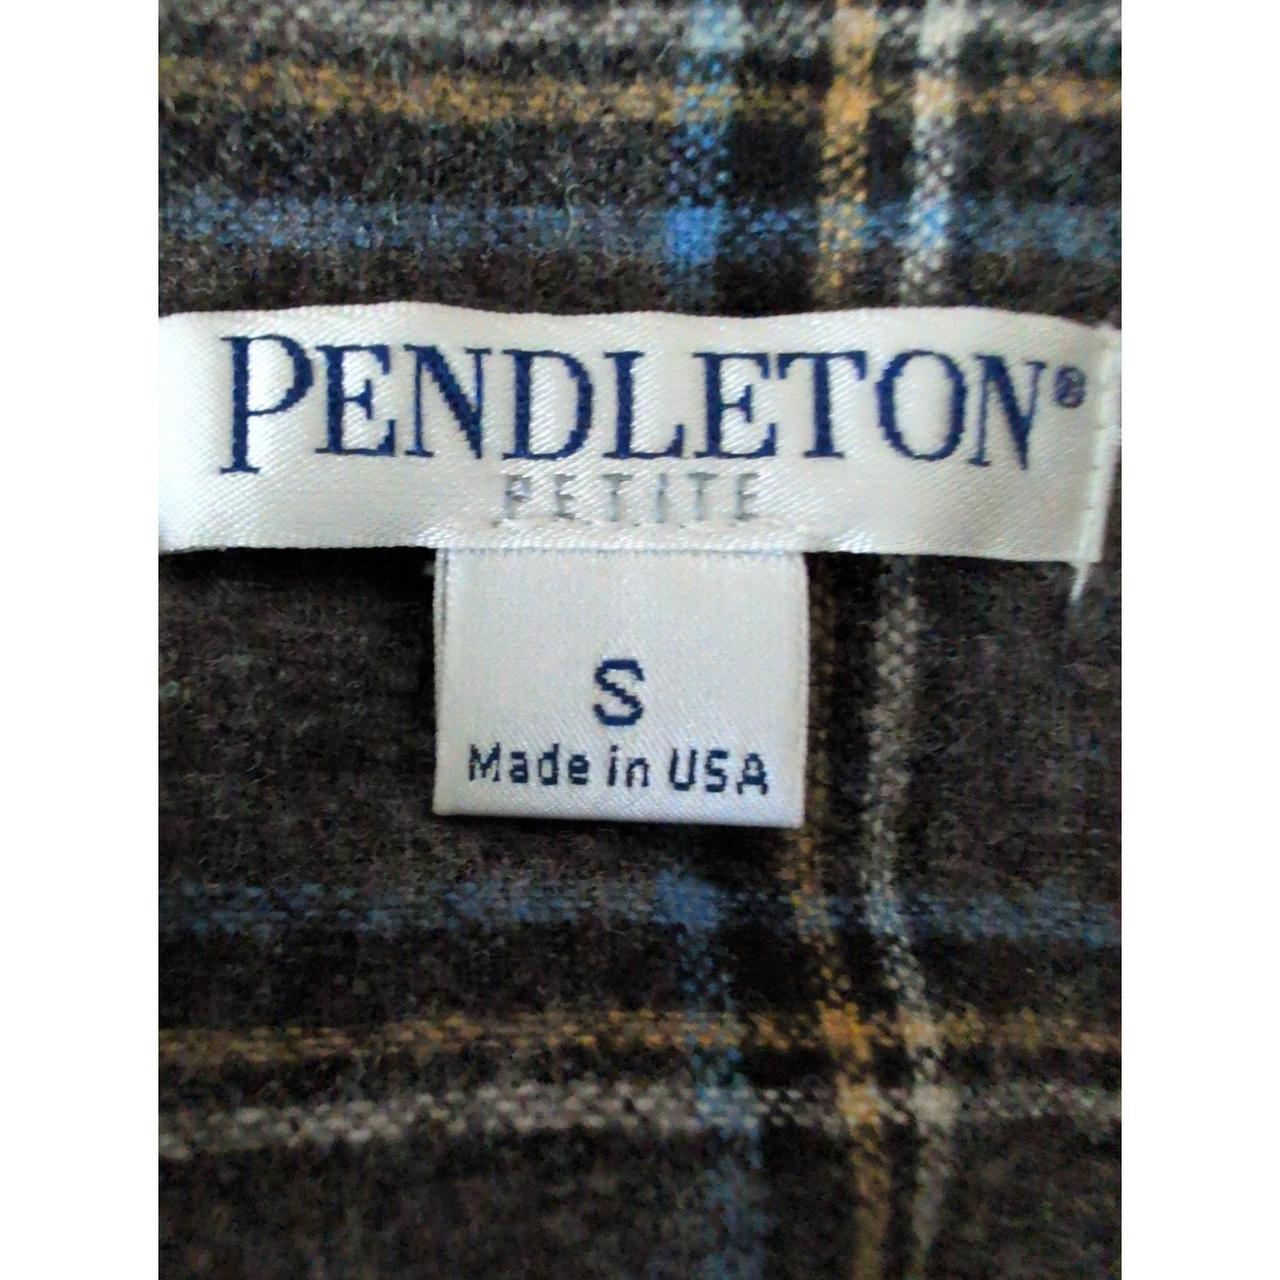 PENDLETON®
PETITE
S
Made in USA